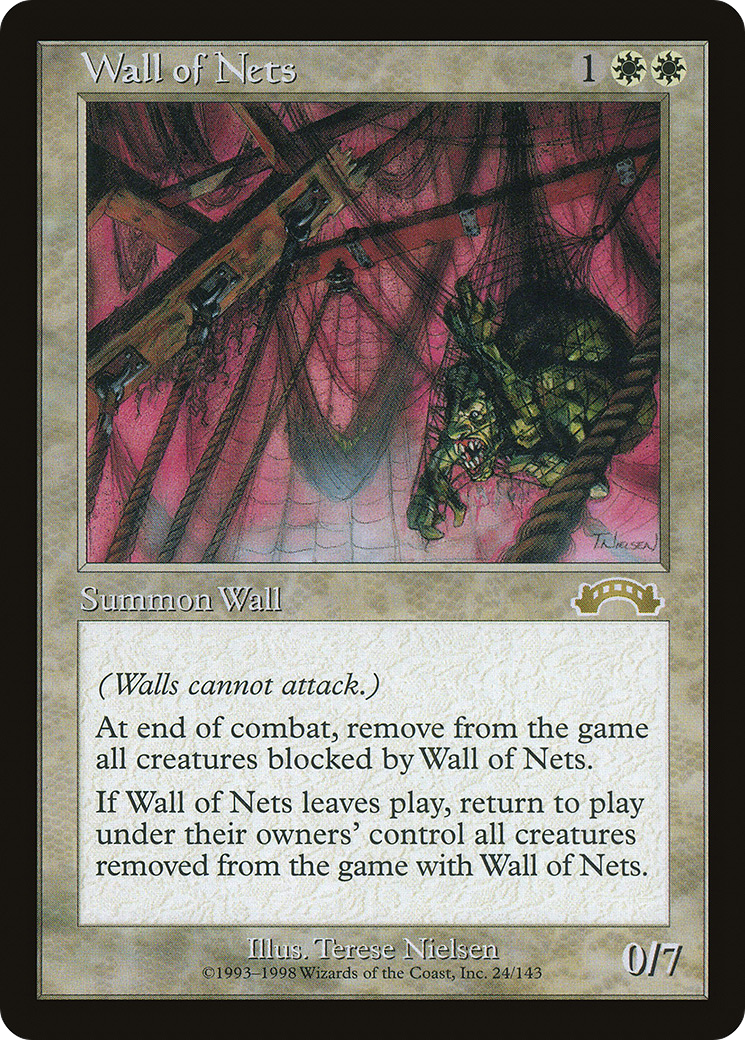 Wall of Nets 1
T. NIELSEN
Summon Wall
(Walls cannot attack.)
At end of combat, remove from the game
all creatures blocked by Wall of Nets.
If Wall of Nets leaves play, return to play
under their owners’ control all creatures
removed from the game with Wall of Nets.
Illus. Terese Nielsen
0/7
©1993–1998 Wizards of the Coast, Inc. 24/143